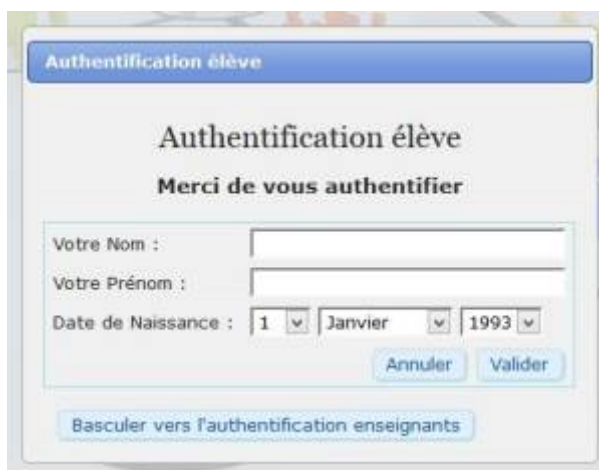 Authentification élève
Authentification élève
Merci de vous authentifier
Votre Nom :
Votre Prénom :
Date de Naissance : 1 Janvier 1993
Annuler Valider
Basculer vers l'authentification enseignants